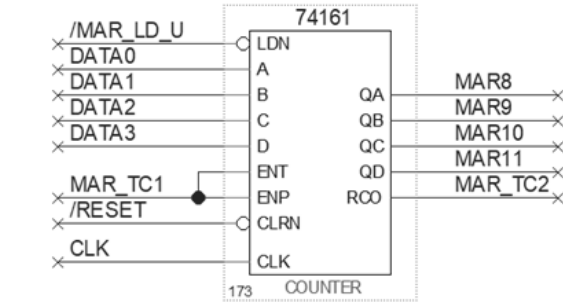 74161
/MAR_LD_U
LDN
DATA0
A
DATA1
B
QA
MAR8
DATA2
C
QB
MAR9
DATA3
D
QC
MAR10
ENT
QD
MAR11
MAR_TC1
ENP
RCO
MAR_TC2
/RESET
CLRN
CLK
CLK
173
COUNTER